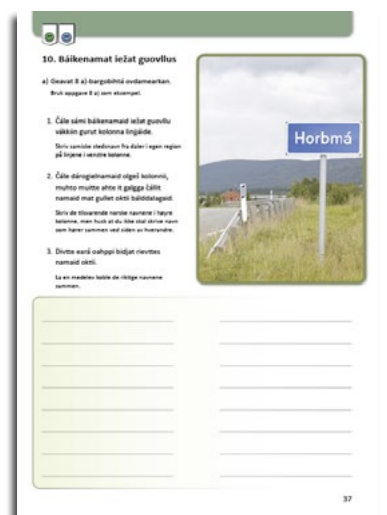 10. Báikenamat iežat guovllus
a) Geavat 8 a)-bargobihtá ovdamearkan.
Bruk oppgave 8 a) som eksempel.
1. Čále sámi báikenamaid iežat guovllu
vákkiin gurut kolonna linjjáide.
Skriv samiske stedsnavn fra daler i egen region
på linjene i venstre kolonne.
2. Čále dárogielnamaid olgeš kolonnii,
muhto muitte ahte it galgga čállit
namaid mat gullet oktii bálddalagaid.
Skriv de tilsvarende norske navnene i høyre
kolonne, men husk at du ikke skal skrive navn
som hører sammen ved siden av hverandre.
3. Divtte eará oahppi bidjat rievttes
namaid oktii.
La en medelev koble de riktige navnene
sammen.
Horbmá
37